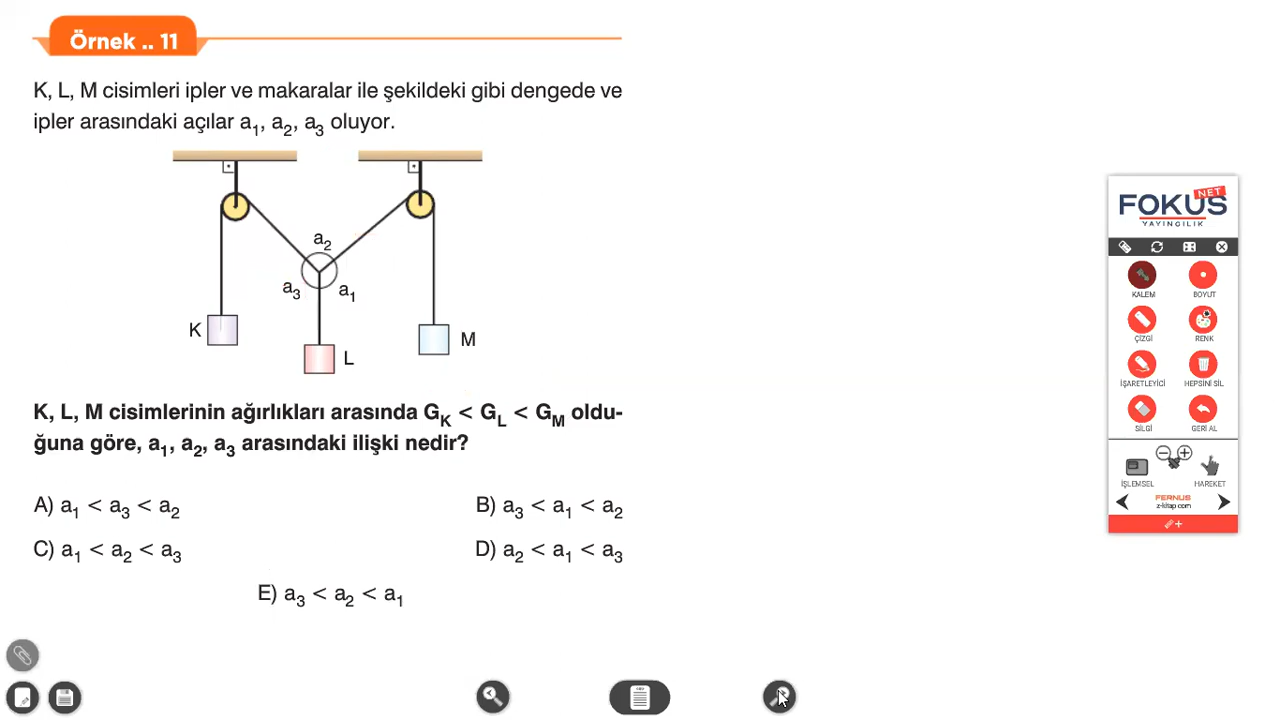 Örnek .. 11
K, L, M cisimleri ipler ve makaralar ile şekildeki gibi dengede ve
ipler arasındaki açılar a1, a2, a3 oluyor.
a2
a3
a1
K
L
M
K, L, M cisimlerinin ağırlıkları arasında GK < GL < GM oldu-
ğuna göre, a1, a2, a3 arasındaki ilişki nedir?
A) a1 < a3 < a2
B) a3 < a1 < a2
C) a1 < a2 < a3
D) a2 < a1 < a3
E) a3 < a2 < a1
FOKUS
NET
YAYINCILIK
KALEM
BOYUT
ÇİZGİ
RENK
İŞARETLEYİCİ
HEPSİNİ SİL
SİLGİ
GERİ AL
İŞLEMSEL
HAREKET
FERNUS
z-kitap.com